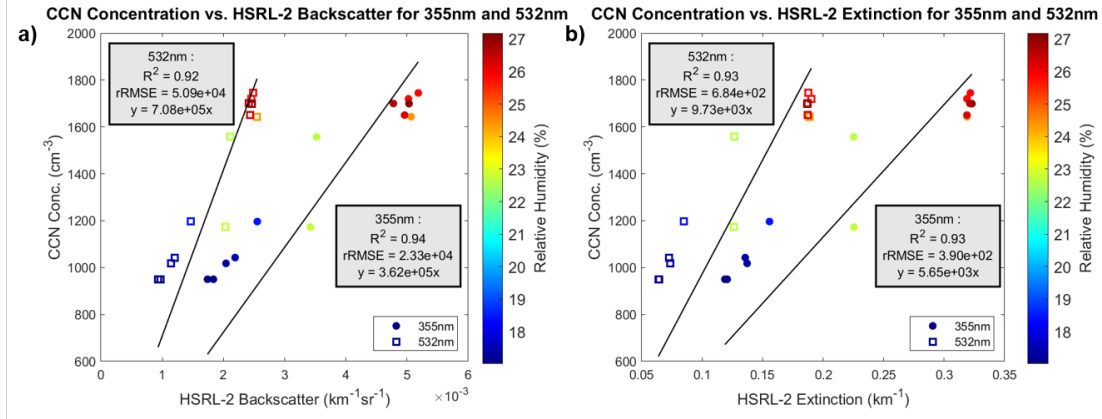 CCN Concentration vs. HSRL-2 Backscatter for 355nm and 532nm
a)
2000
1800
1600
1400
1200
1000
800
600
CCN Conc. (cm-3)
532nm :
R2 = 0.92
rRMSE = 5.09e+04
y = 7.08e+05x
355nm :
R2 = 0.94
rRMSE = 2.33e+04
y = 3.62e+05x
355nm
532nm
0 1 2 3 4 5 6
×10-3
HSRL-2 Backscatter (km-1sr-1)
27
26
25
24
23
22
21
20
19
18
Relative Humidity (%)
CCN Concentration vs. HSRL-2 Extinction for 355nm and 532nm
b)
2000
1800
1600
1400
1200
1000
800
600
CCN Conc. (cm-3)
532nm :
R2 = 0.93
rRMSE = 6.84e+02
y = 9.73e+03x
355nm :
R2 = 0.93
rRMSE = 3.90e+02
y = 5.65e+03x
355nm
532nm
0.05 0.1 0.15 0.2 0.25 0.3 0.35
HSRL-2 Extinction (km-1)
27
26
25
24
23
22
21
20
19
18
Relative Humidity (%)